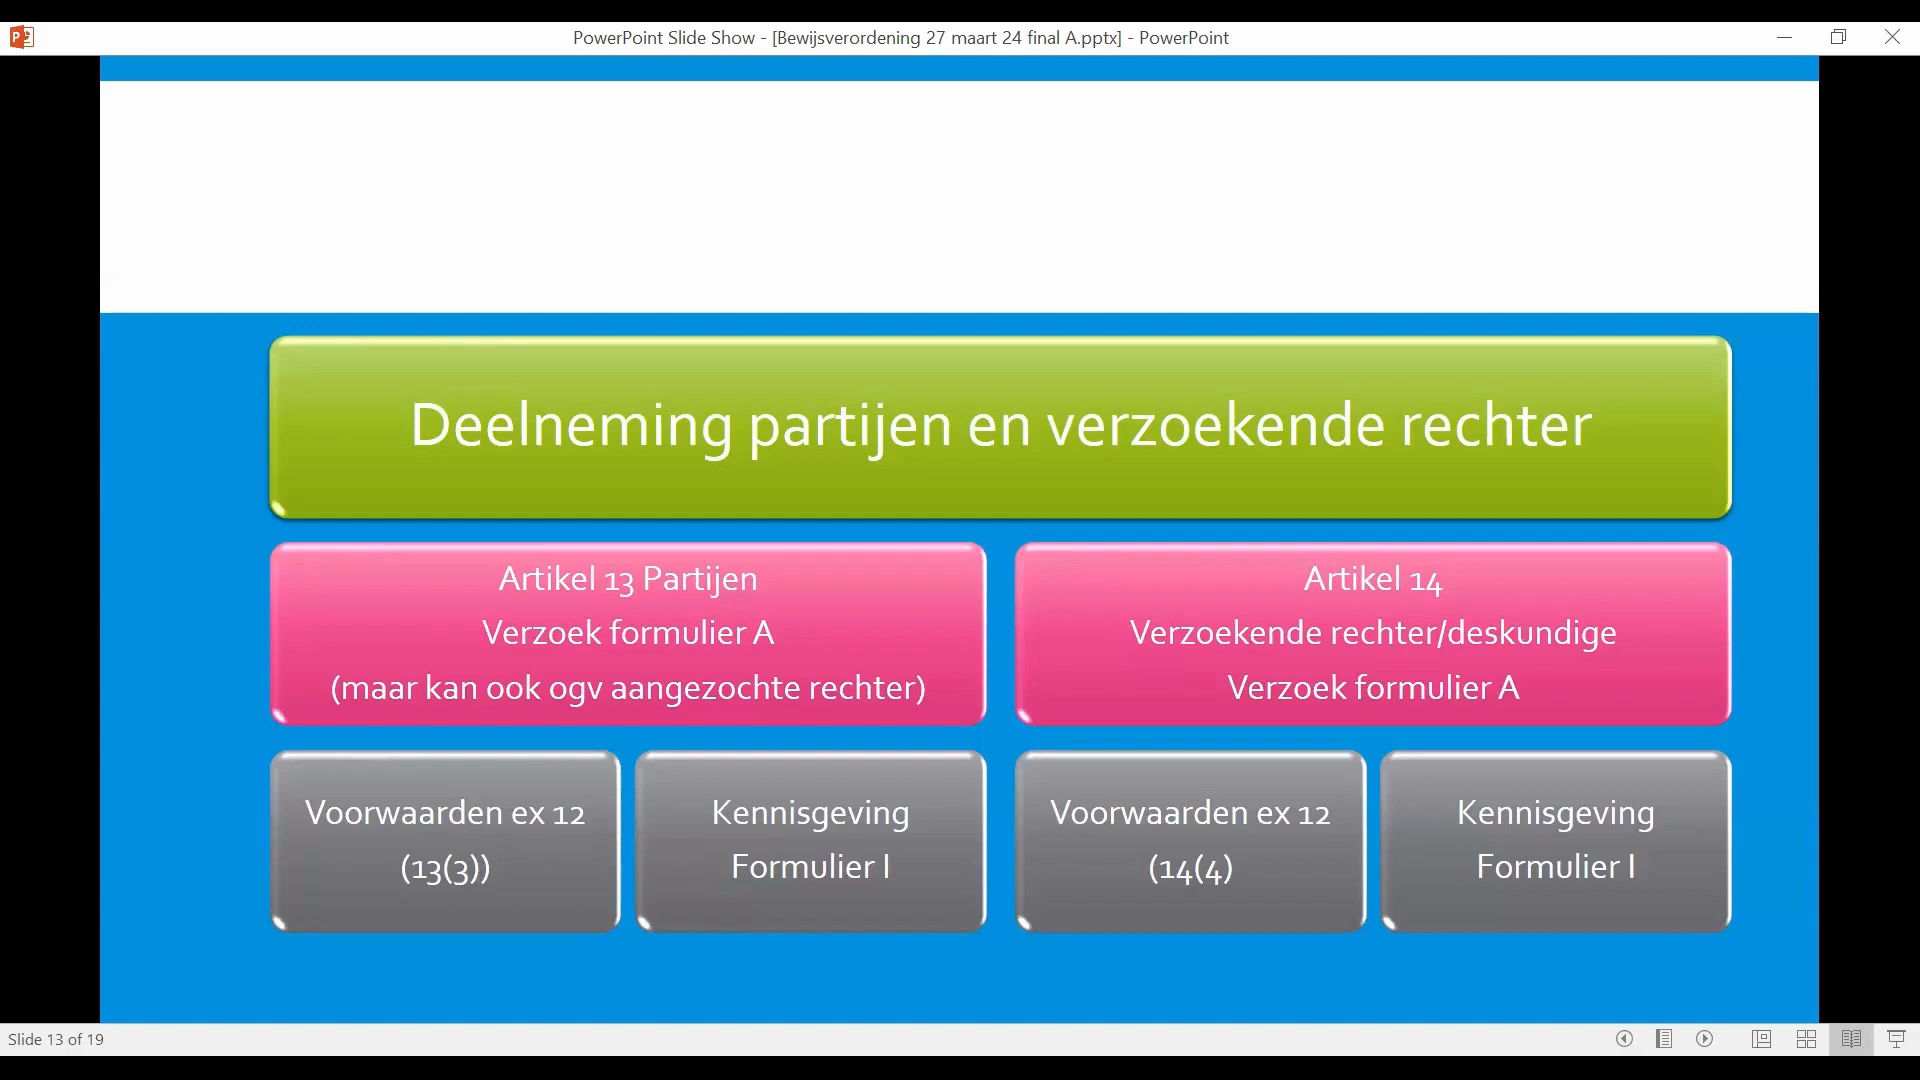 PowerPoint Slide Show - [Bewijsverordening 27 maart 24 final A.pptx] - PowerPoint
Deelneming partijen en verzoekende rechter
Artikel 13 Partijen
Verzoek formulier A
(maar kan ook ogv aangezochte rechter)
Artikel 14
Verzoekende rechter/deskundige
Verzoek formulier A
Voorwaarden ex 12
(13(3))
Kennisgeving
Formulier I
Voorwaarden ex 12
(14(4)
Kennisgeving
Formulier I
Slide 13 of 19